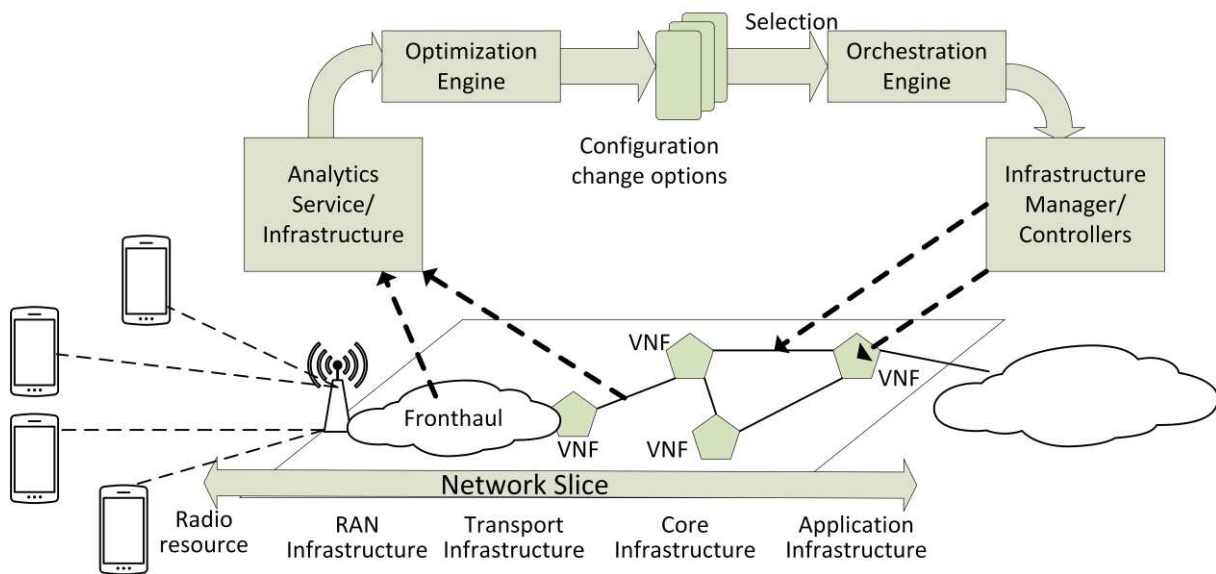 Optimization
Engine
Selection
Orchestration
Engine
Configuration
change options
Analytics
Service/
Infrastructure
Infrastructure
Manager/
Controllers
VNF
VNF
Fronthaul
VNF
VNF
Network Slice
Radio
resource
RAN
Infrastructure
Transport
Infrastructure
Core
Infrastructure
Application
Infrastructure